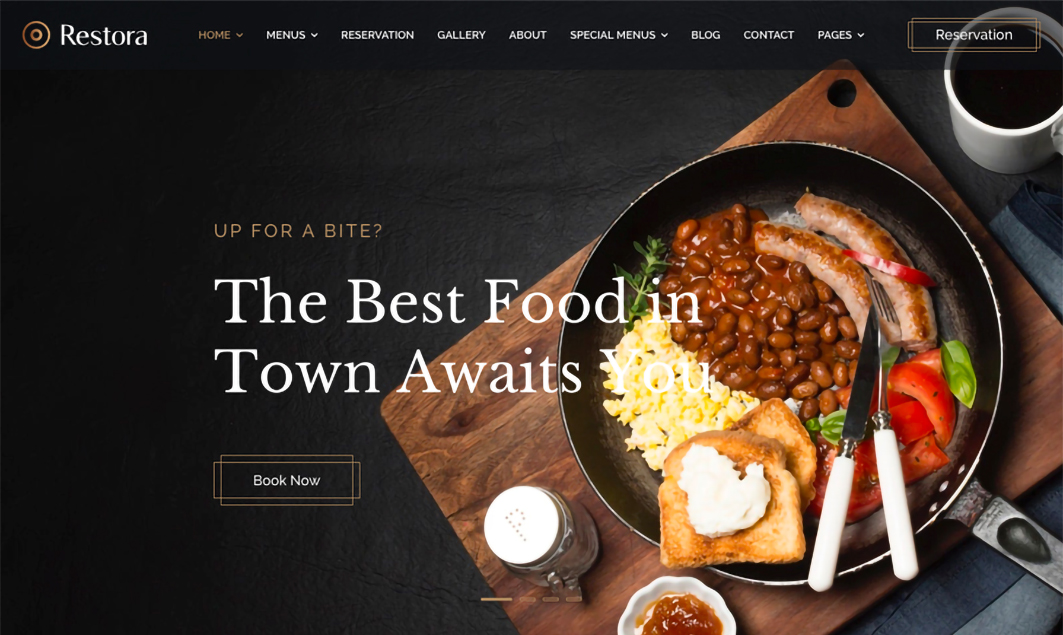 Restora
HOME
MENUS
RESERVATION
GALLERY
ABOUT
SPECIAL MENUS
BLOG
CONTACT
PAGES
Reservation
UP FOR A BITE?
The Best Food in
Town Awaits You
Book Now